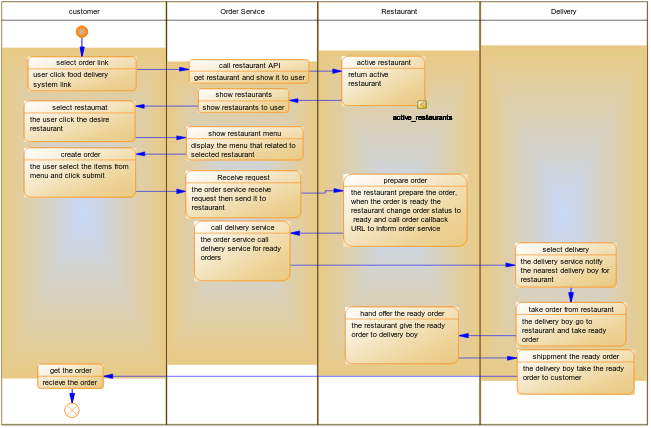 customer
Order Service
Restaurant
Delivery
select order link
user click food delivery
system link
call restaurant API
get restaurant and show it to user
active restaurant
return active
restaurant
active_restaurants
show restaurants
show restaurants to user
select restaurnat
the user click the desire
restaurant
show restaurant menu
display the menu that related to
selected restaurant
create order
the user select the items from
menu and click submit
Receive request
the order service receive
request then send it to
restaurant
prepare order
the restaurant prepare the order,
when the order is ready the
restaurant change order status to
ready and call order callback
URL to inform order service
call delivery service
the order service call
delivery service for ready
orders
select delivery
the delivery service notify
the nearest delivery boy for
restaurant
take order from restaurant
the delivery boy go to
restaurant and take ready
order
hand offer the ready order
the restaurant give the ready
order to delivery boy
shippment the ready order
the delivery boy take the ready
order to customer
get the order
recieve the order